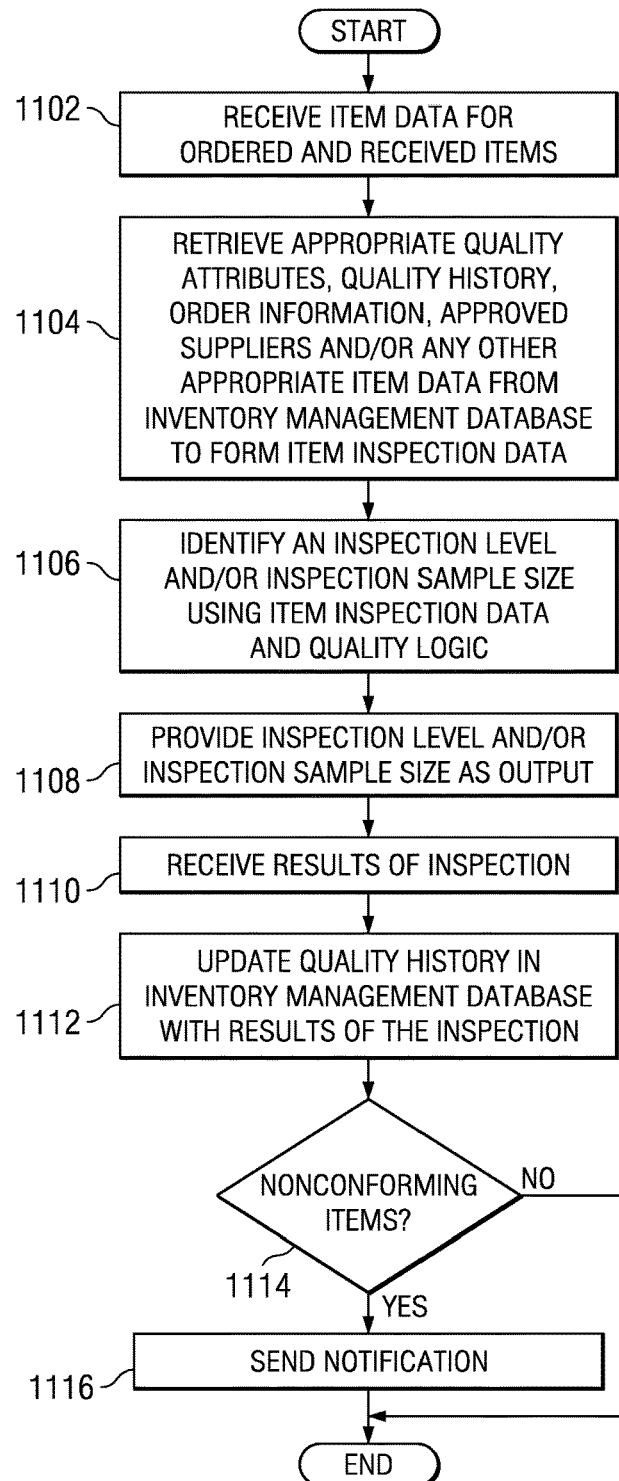 START
1102
RECEIVE ITEM DATA FOR
ORDERED AND RECEIVED ITEMS
RETRIEVE APPROPRIATE QUALITY
ATTRIBUTES, QUALITY HISTORY,
ORDER INFORMATION, APPROVED
1104
SUPPLIERS AND/OR ANY OTHER
APPROPRIATE ITEM DATA FROM
INVENTORY MANAGEMENT DATABASE
TO FORM ITEM INSPECTION DATA
1106
IDENTIFY AN INSPECTION LEVEL
AND/OR INSPECTION SAMPLE SIZE
USING ITEM INSPECTION DATA
AND QUALITY LOGIC
1108
PROVIDE INSPECTION LEVEL AND/OR
INSPECTION SAMPLE SIZE AS OUTPUT
1110
RECEIVE RESULTS OF INSPECTION
1112
UPDATE QUALITY HISTORY IN
INVENTORY MANAGEMENT DATABASE
WITH RESULTS OF THE INSPECTION
NONCONFORMING
ITEMS?
NO
1114
YES
1116
SEND NOTIFICATION
END